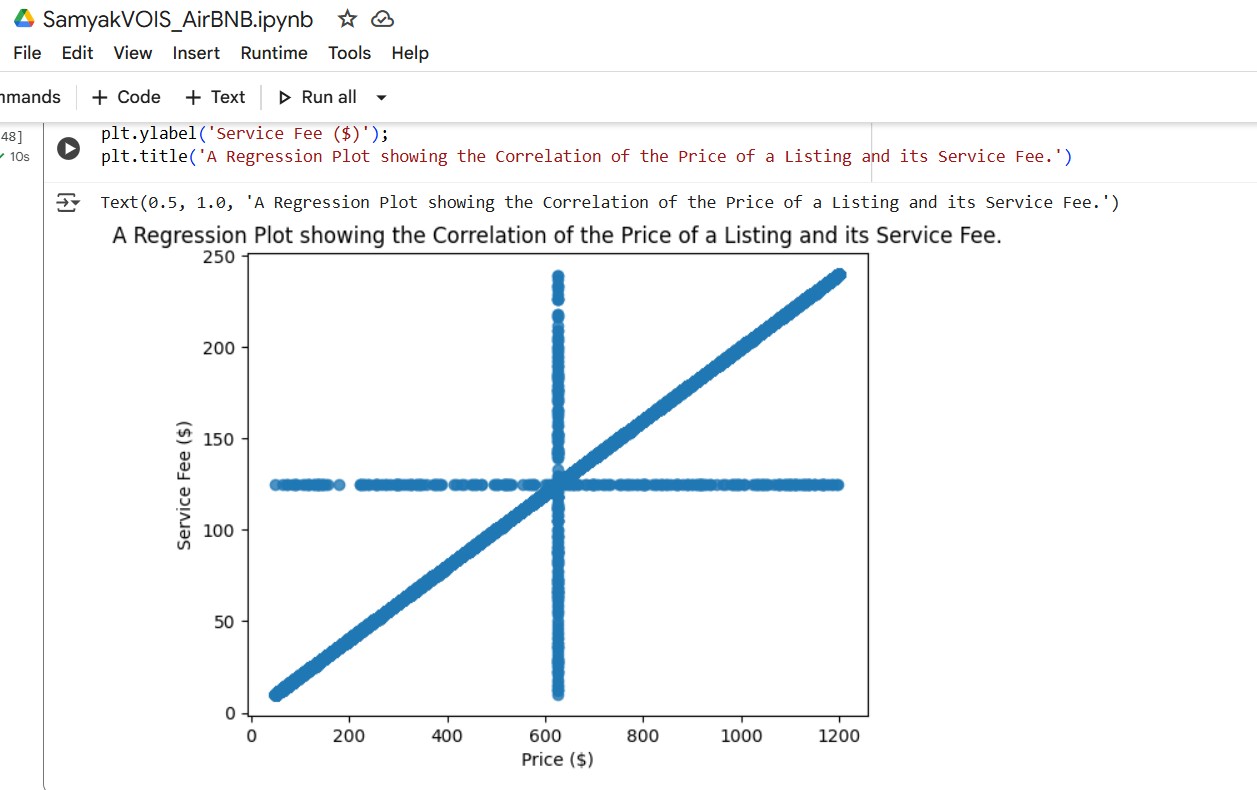 SamyakVOIS_AirBNB.ipynb
File Edit View Insert Runtime Tools Help
mmands + Code + Text Run all
48]
10s
plt.ylabel('Service Fee ($)');
plt.title('A Regression Plot showing the Correlation of the Price of a Listing and its Service Fee.')
Text(0.5, 1.0, 'A Regression Plot showing the Correlation of the Price of a Listing and its Service Fee.')
A Regression Plot showing the Correlation of the Price of a Listing and its Service Fee.
250
200
150
100
50
0
Service Fee ($)
0 200 400 600 800 1000 1200
Price ($)